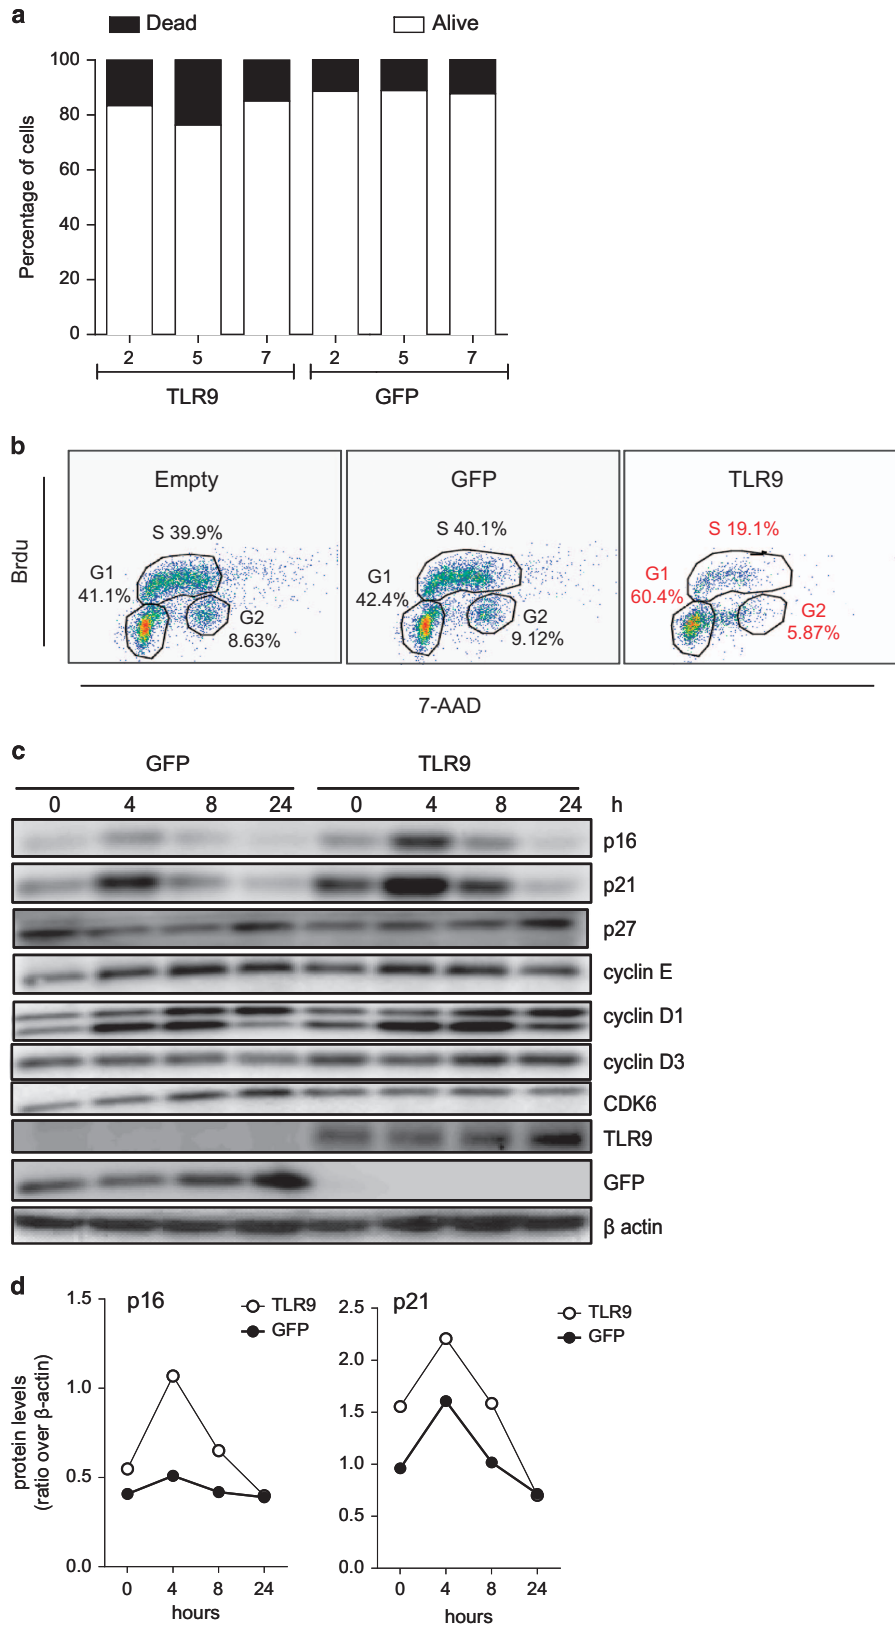 a
Dead
Alive
Percentage of cells
100
80
60
40
20
0
2 5 7 2 5 7
TLR9 GFP
b
Brdu
Empty
S 39.9%
G1
41.1%
G2
8.63%
GFP
S 40.1%
G1
42.4%
G2
9.12%
TLR9
S 19.1%
G1
60.4%
G2
5.87%
7-AAD
c
GFP TLR9
0 4 8 24 0 4 8 24 h
p16
p21
p27
cyclin E
cyclin D1
cyclin D3
CDK6
TLR9
GFP
β actin
d
protein levels
(ratio over β-actin)
p16
TLR9
GFP
1.5
1.0
0.5
0.0
0 4 8 24
hours
p21
TLR9
GFP
2.5
2.0
1.5
1.0
0.5
0.0
0 4 8 24
hours